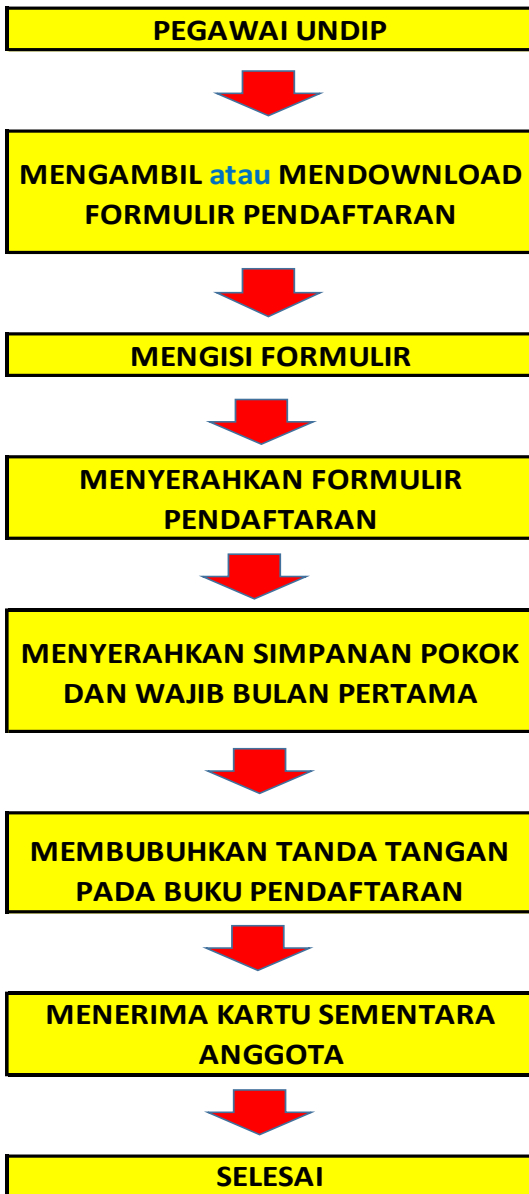 PEGAWAI UNDIP
MENGAMBIL atau MENDOWNLOAD
FORMULIR PENDAFTARAN
MENGISI FORMULIR
MENYERAHKAN FORMULIR
PENDAFTARAN
MENYERAHKAN SIMPANAN POKOK
DAN WAJIB BULAN PERTAMA
MEMBUBUHKAN TANDA TANGAN
PADA BUKU PENDAFTARAN
MENERIMA KARTU SEMENTARA
ANGGOTA
SELESAI